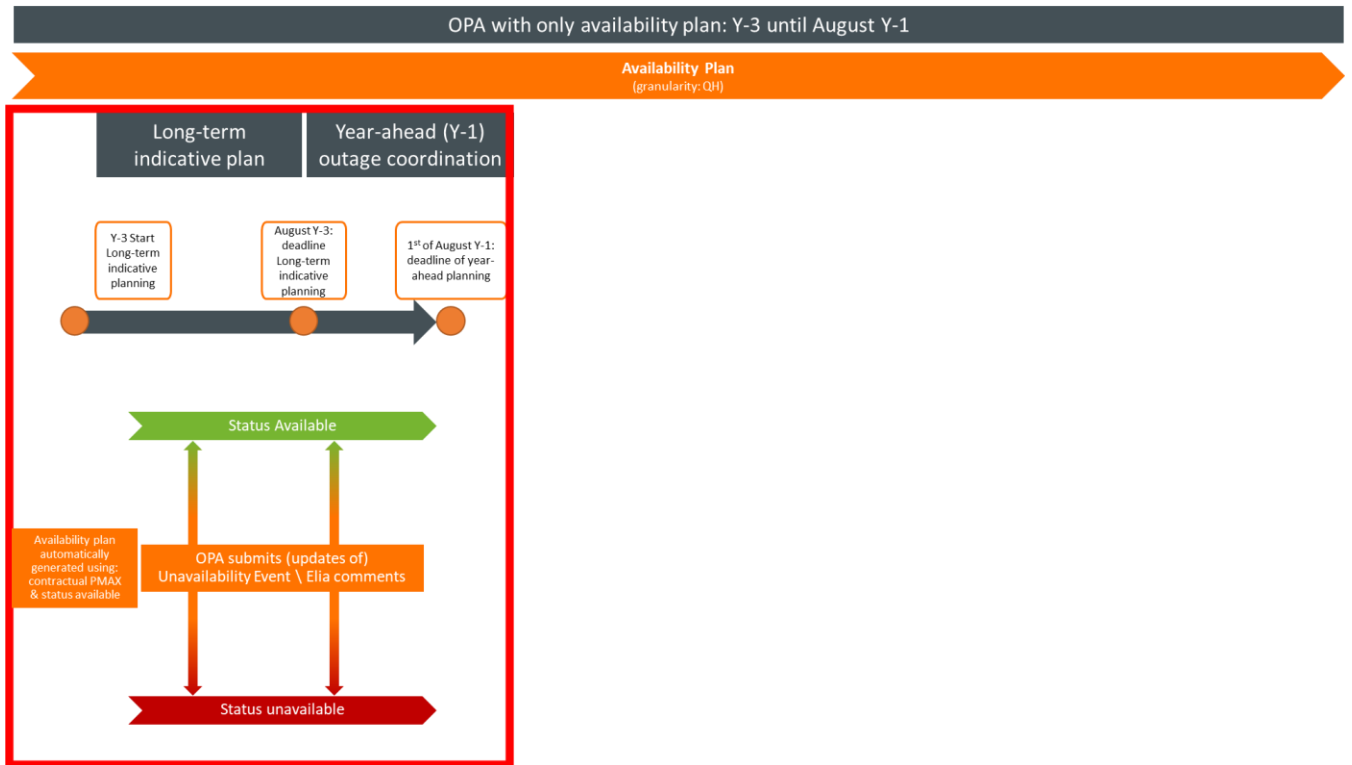 OPA with only availability plan: Y-3 until August Y-1
Availability Plan
(granularity: QH)
Long-term
indicative plan
Year-ahead (Y-1)
outage coordination
Y-3 Start
Long-term
indicative
planning
August Y-3:
deadline
Long-term
indicative
planning
1st of August Y-1:
deadline of year-
ahead planning
Status Available
Availability plan
automatically
generated using:
contractual PMAX
& status available
OPA submits (updates of)
Unavailability Event \ Elia comments
Status unavailable